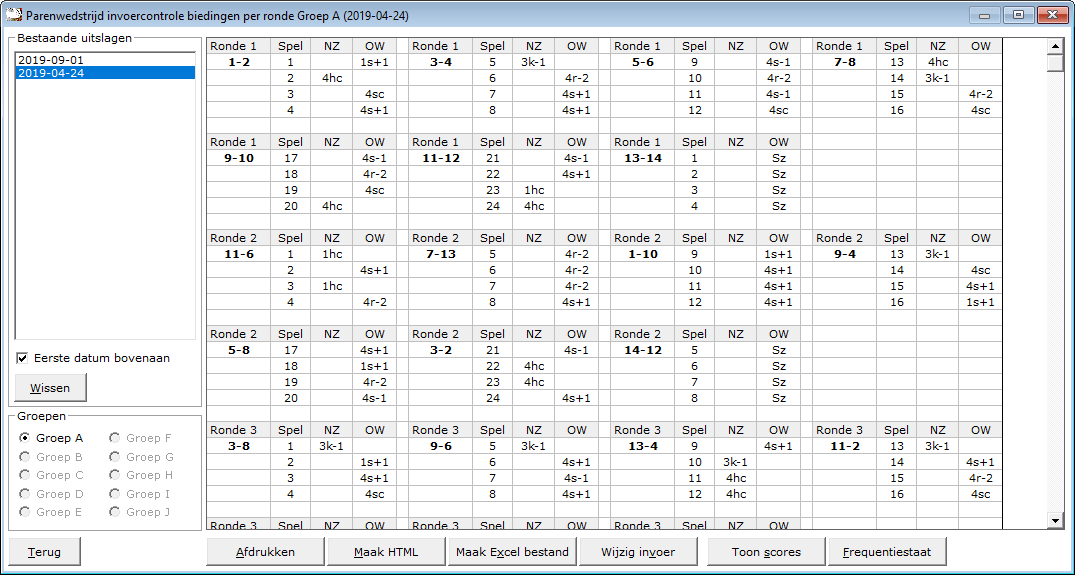 Parenwedstrijd invoercontrole biedingen per ronde Groep A (2019-04-24)
Bestaande uitslagen
2019-09-01
2019-04-24
Eerste datum bovenaan
Wissen
Groepen
Groep A Groep F
Groep B Groep G
Groep C Groep H
Groep D Groep I
Groep E Groep J
Ronde 1 Spel NZ OW Ronde 1 Spel NZ OW Ronde 1 Spel NZ OW Ronde 1 Spel NZ OW
1-2 1 1s+1 3-4 5 3k-1 5-6 9 4s-1 7-8 13 4hc
2 4hc 6 4r-2 10 4r-2 14 3k-1
3 4sc 7 4s+1 11 4s-1 15 4r-2
4 4s+1 8 4s+1 12 4sc 16 4sc
Ronde 1 Spel NZ OW Ronde 1 Spel NZ OW Ronde 1 Spel NZ OW
9-10 17 4s-1 11-12 21 4s-1 13-14 1 Sz
18 4r-2 22 4s+1 2 Sz
19 4sc 23 1hc 3 Sz
20 4hc 24 4hc 4 Sz
Ronde 2 Spel NZ OW Ronde 2 Spel NZ OW Ronde 2 Spel NZ OW Ronde 2 Spel NZ OW
11-6 1 1hc 7-13 5 4r-2 1-10 9 1s+1 9-4 13 3k-1
2 4s+1 6 4r-2 10 4s+1 14 4sc
3 1hc 7 4r-2 11 4s+1 15 4s+1
4 4r-2 8 4s+1 12 4s+1 16 1s+1
Ronde 2 Spel NZ OW Ronde 2 Spel NZ OW Ronde 2 Spel NZ OW
5-8 17 4s+1 3-2 21 4s-1 14-12 5 Sz
18 1s+1 22 4hc 6 Sz
19 4r-2 23 4hc 7 Sz
20 4s-1 24 4s+1 8 Sz
Ronde 3 Spel NZ OW Ronde 3 Spel NZ OW Ronde 3 Spel NZ OW Ronde 3 Spel NZ OW
3-8 1 3k-1 9-6 5 3k-1 13-4 9 4s+1 11-2 13 3k-1
2 1s+1 6 4s+1 10 3k-1 14 4s+1
3 4s+1 7 4s-1 11 4hc 15 4r-2
4 4sc 8 4s+1 12 4hc 16 4sc
Ronde 3 Spel NZ OW Ronde 3 Spel NZ OW Ronde 3 Spel NZ OW
Terug Afdrukken Maak HTML Maak Excel bestand Wijzig invoer Toon scores Frequentiestaat